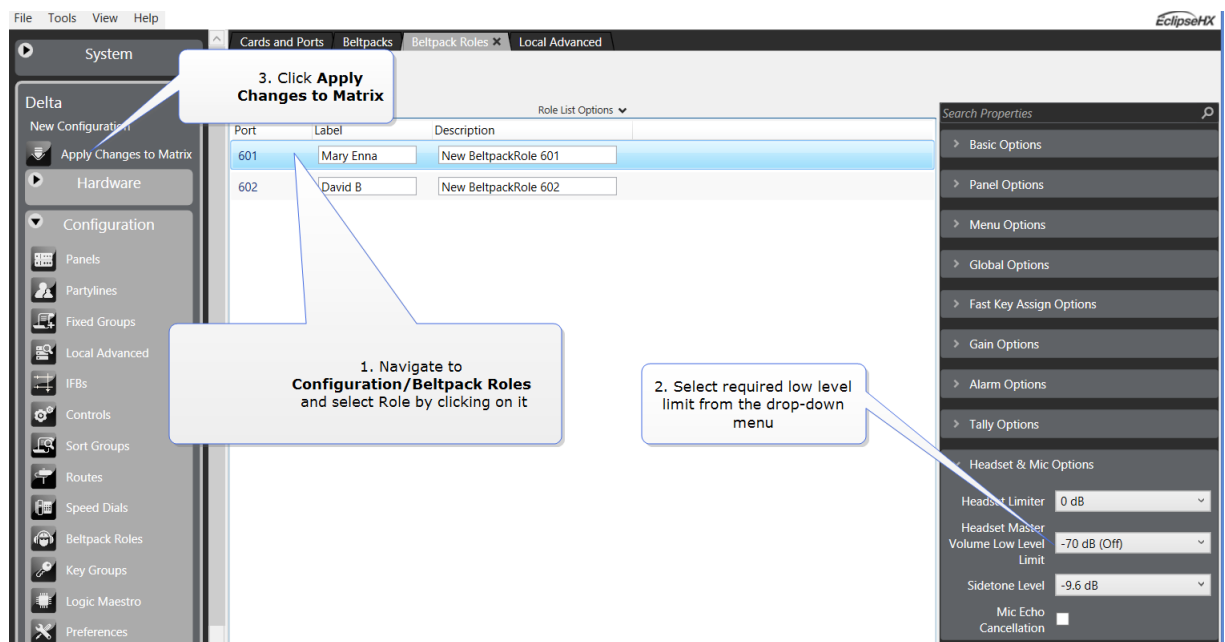 File Tools View Help
EclipseHX
System
Cards and Ports Beltpacks Beltpack Roles Local Advanced
3. Click Apply
Changes to Matrix
Delta
New Configuration
Apply Changes to Matrix
Hardware
Configuration
Panels
Partylines
Fixed Groups
Local Advanced
IFBs
Controls
Sort Groups
Routes
Speed Dials
Beltpack Roles
Key Groups
Logic Maestro
Preferences
Role List Options
Port Label Description
601 Mary Enna New BeltpackRole 601
602 David B New BeltpackRole 602
1. Navigate to
Configuration/Beltpack Roles
and select Role by clicking on it
2. Select required low level
limit from the drop-down
menu
Search Properties
Basic Options
Panel Options
Menu Options
Global Options
Fast Key Assign Options
Gain Options
Alarm Options
Tally Options
Headset & Mic Options
Headset Limiter 0 dB
Headset Master
Volume Low Level -70 dB (Off)
Limit
Sidetone Level -9.6 dB
Mic Echo
Cancellation